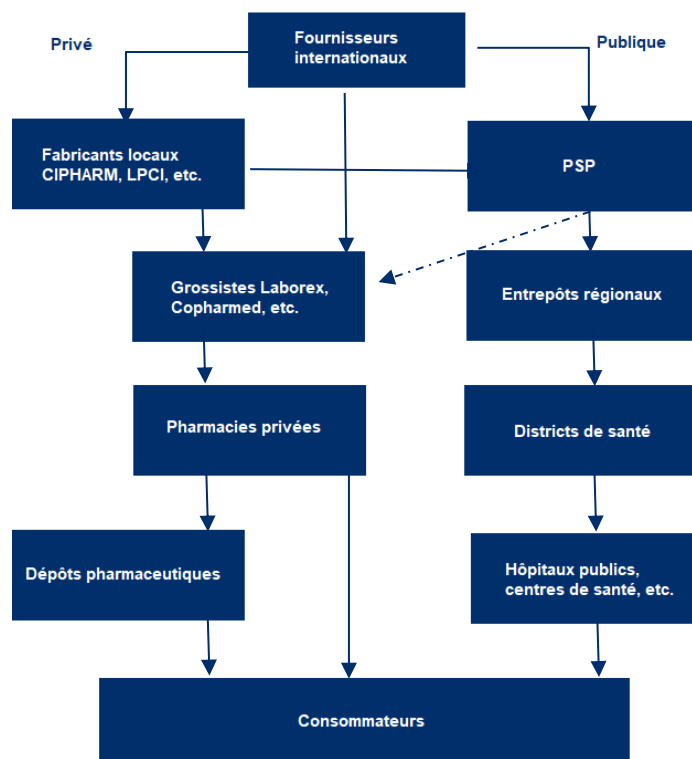 Privé
Fournisseurs
internationaux
Publique
Fabricants locaux
CIPHARM, LPCI, etc.
PSP
Grossistes Laborex,
Copharmed, etc.
Entrepôts régionaux
Pharmacies privées
Districts de santé
Dépôts pharmaceutiques
Hôpitaux publics,
centres de santé, etc.
Consommateurs